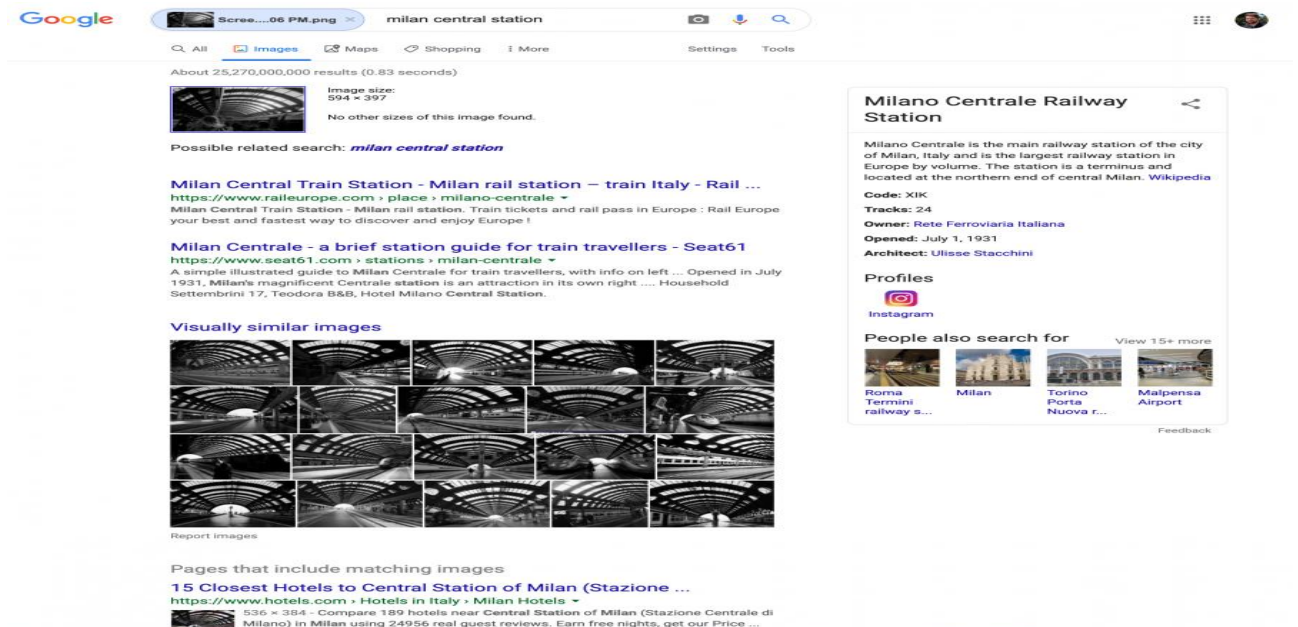 Google
Scree....06 PM.png ×
milan central station
All
Images
Maps
Shopping
More
Settings
Tools
About 25,270,000,000 results (0.83 seconds)
Image size:
594 × 397
No other sizes of this image found.
Possible related search: milan central station
Milan Central Train Station - Milan rail station – train Italy - Rail ...
https://www.raileurope.com › place › milano-centrale
Milan Central Train Station - Milan rail station. Train tickets and rail pass in Europe : Rail Europe
your best and fastest way to discover and enjoy Europe !
Milan Centrale - a brief station guide for train travellers - Seat61
https://www.seat61.com › stations › milan-centrale
A simple illustrated guide to Milan Centrale for train travellers, with info on left ... Opened in July
1931, Milan's magnificent Centrale station is an attraction in its own right .... Household
Settembrini 17, Teodora B&B, Hotel Milano Central Station.
Visually similar images
Report images
Pages that include matching images
15 Closest Hotels to Central Station of Milan (Stazione ...
https://www.hotels.com › Hotels in Italy › Milan Hotels
536 × 384 - Compare 189 hotels near Central Station of Milan (Stazione Centrale di
Milano) in Milan using 24956 real guest reviews. Earn free nights, get our Price ...
Milano Centrale Railway
Station
Milano Centrale is the main railway station of the city
of Milan, Italy and is the largest railway station in
Europe by volume. The station is a terminus and
located at the northern end of central Milan. Wikipedia
Code: XIK
Tracks: 24
Owner: Rete Ferroviaria Italiana
Opened: July 1, 1931
Architect: Ulisse Stacchini
Profiles
Instagram
People also search for
View 15+ more
Roma
Termini
railway s...
Milan
Torino
Porta
Nuova r...
Malpensa
Airport
Feedback